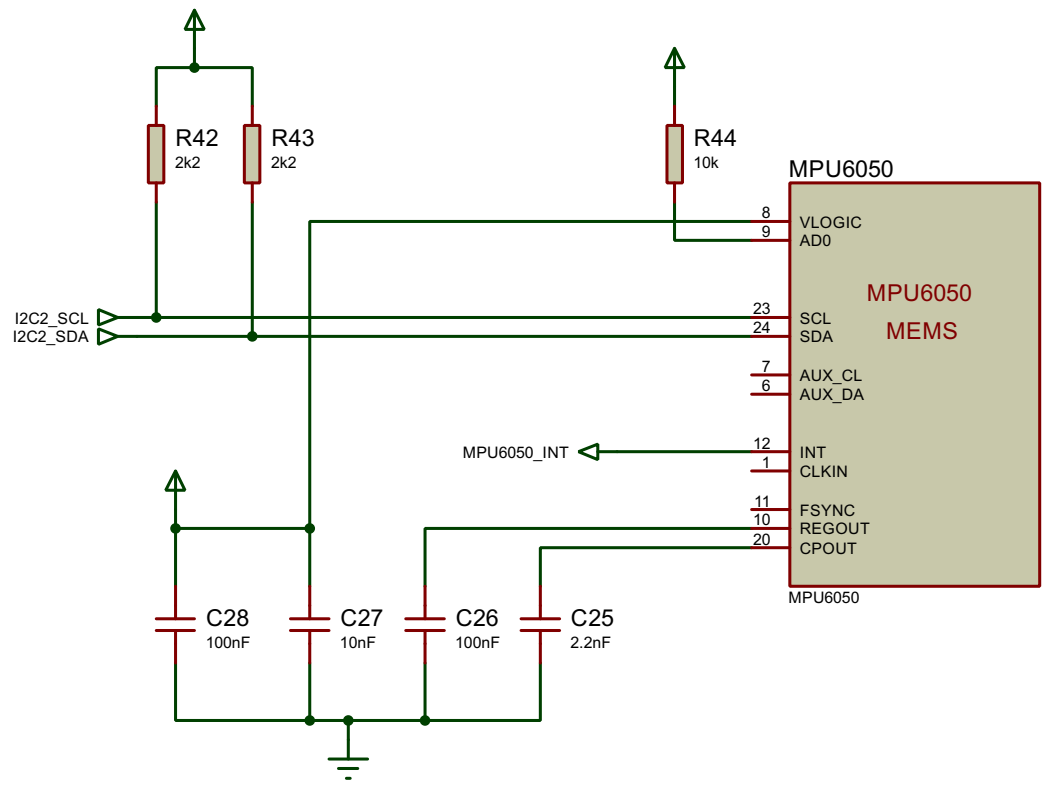 R42
2k2
R43
2k2
R44
10k
MPU6050
8
VLOGIC
9
AD0
MPU6050
MEMS
I2C2_SCL
23
SCL
I2C2_SDA
24
SDA
7
AUX_CL
6
AUX_DA
MPU6050_INT
12
INT
1
CLKIN
11
FSYNC
10
REGOUT
20
CPOUT
MPU6050
C28
100nF
C27
10nF
C26
100nF
C25
2.2nF